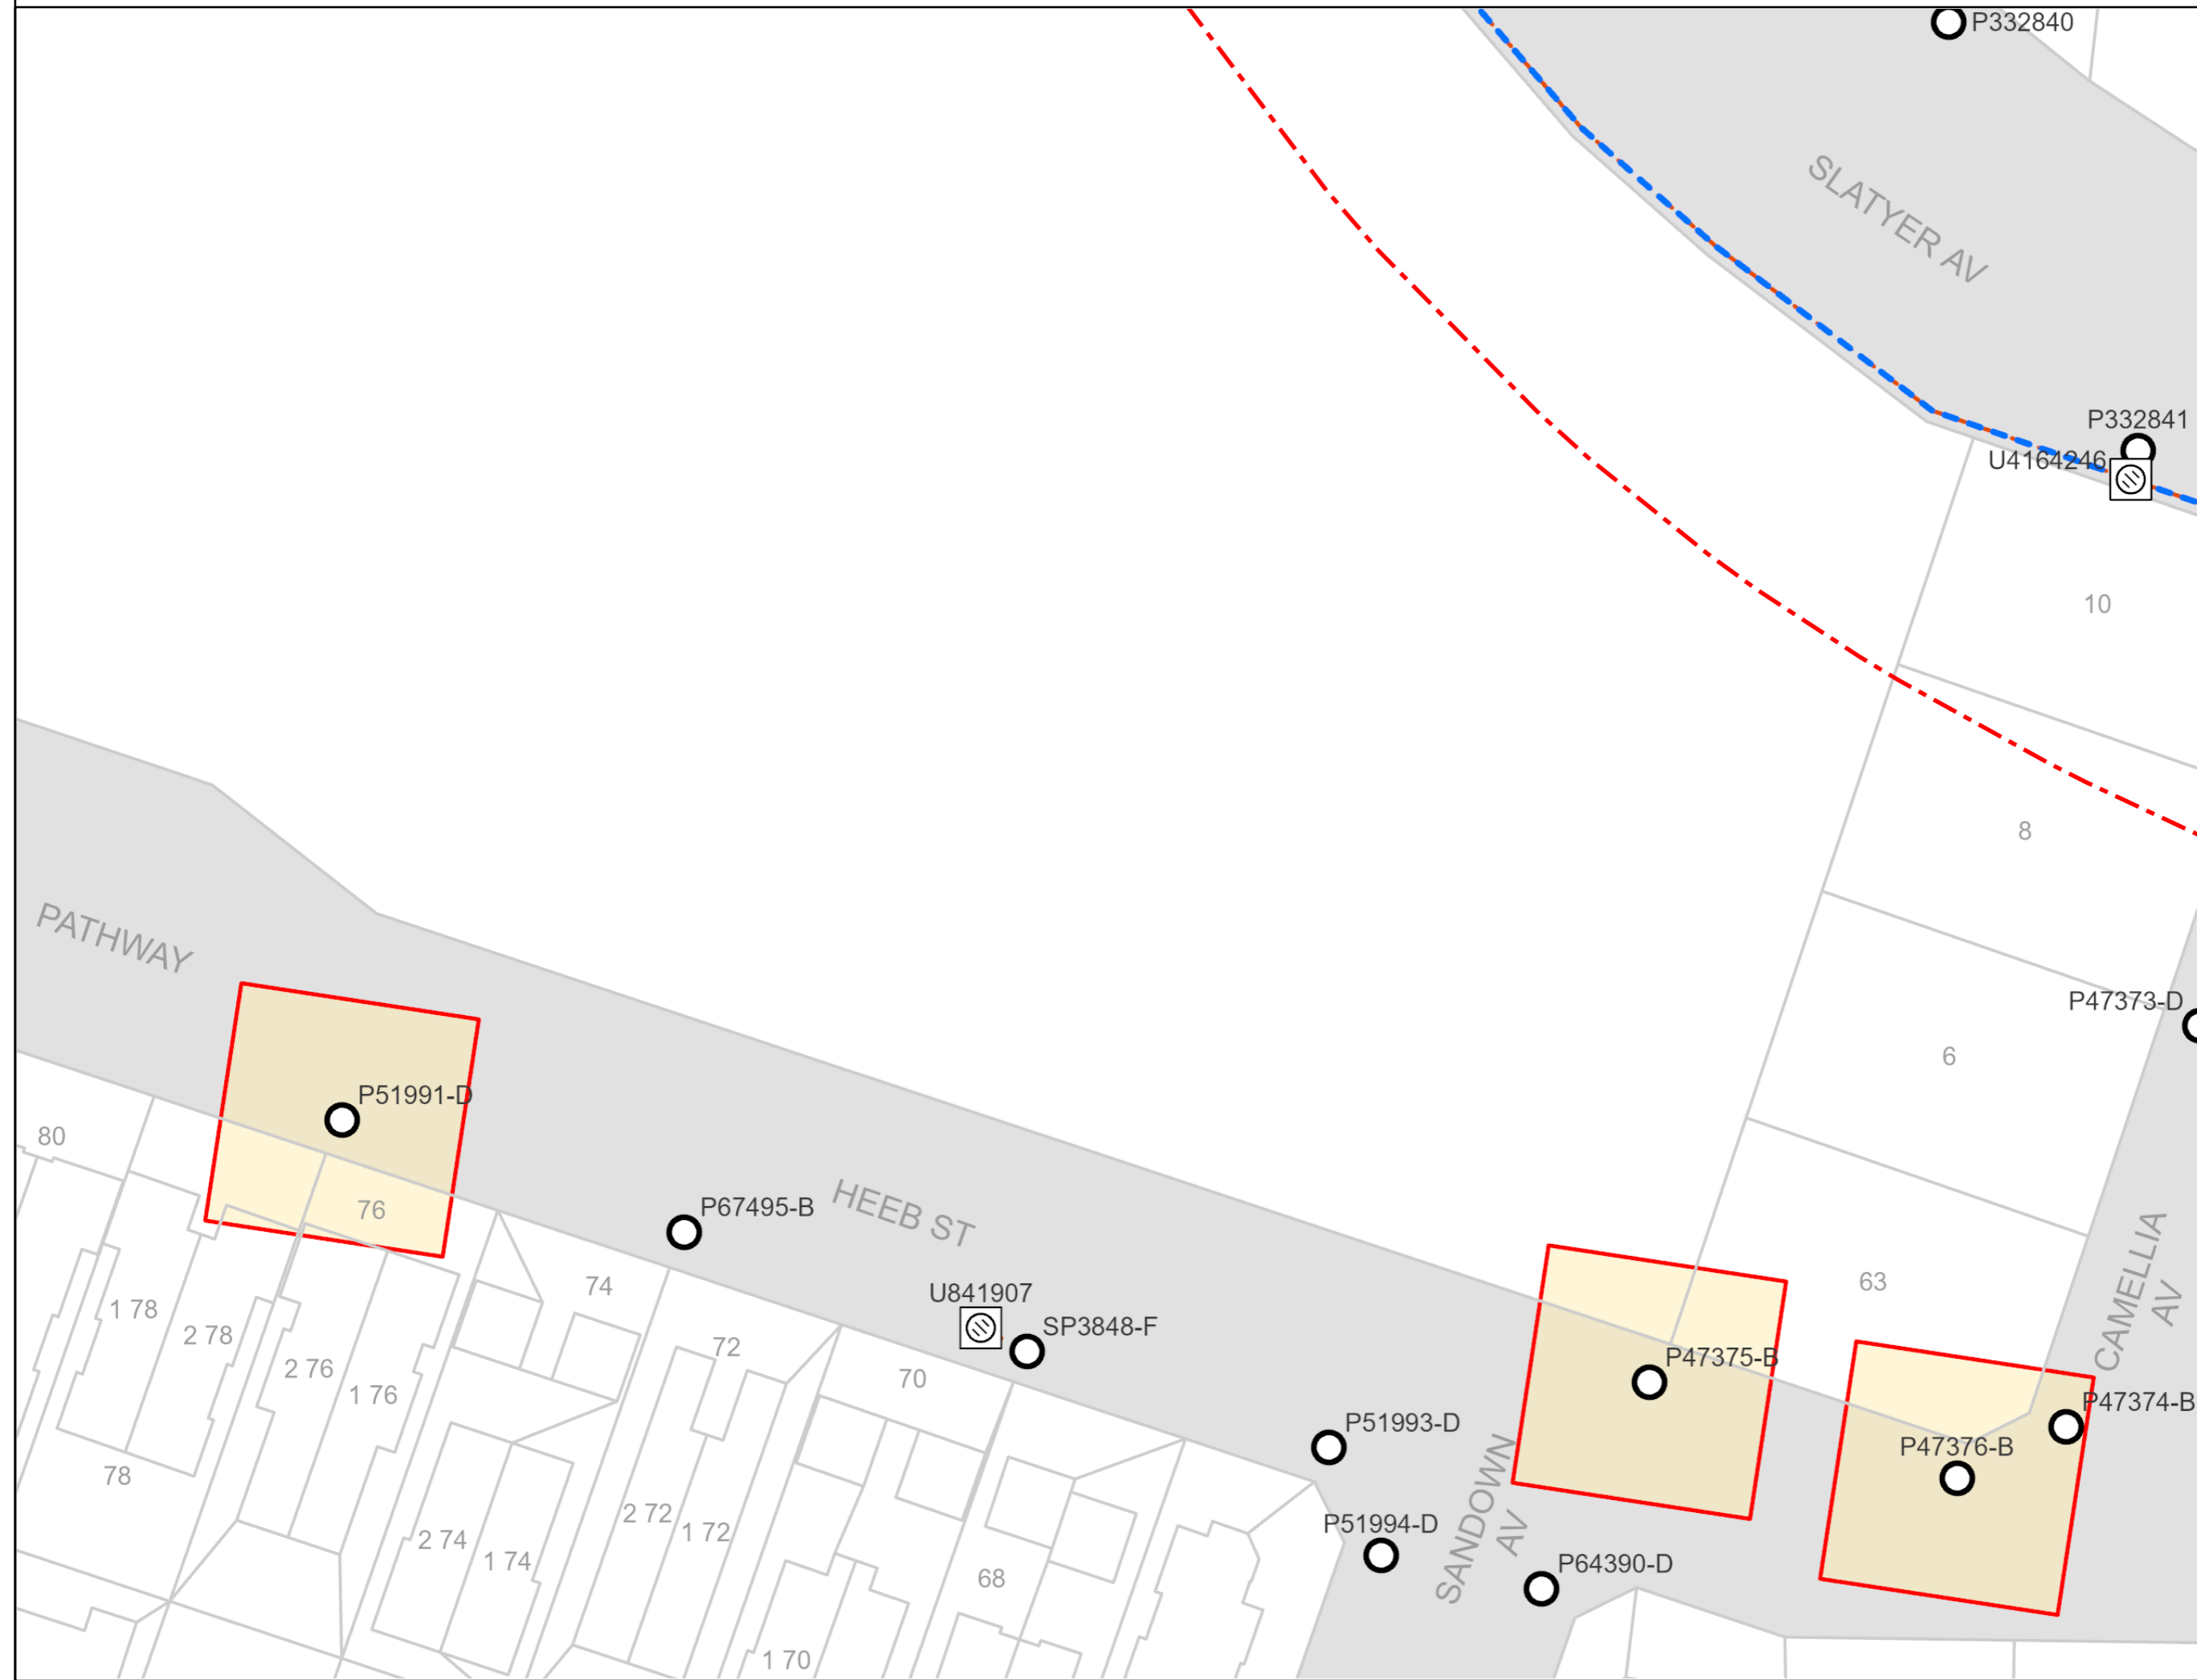 P332840
SLATYER AV
P332841
U4164246
10
8
PATHWAY
P47373-D
6
P51991-D
80
76
P67495-B
HEEB ST
74
U841907
SP3848-F
63
CAMELLIA
AV
1 78
2 78
72
70
P47375-B
2 76
1 76
P47374-B
P51993-D
P47376-B
78
2 74
1 74
2 72
1 72
P51994-D
SANDOWN
AV
P64390-D
68
1 70